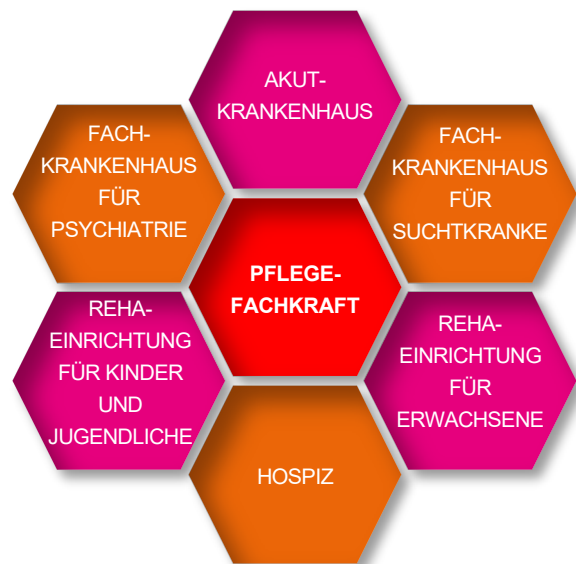 AKUT-
KRANKENHAUS
FACH-
KRANKENHAUS
FÜR
PSYCHIATRIE
FACH-
KRANKENHAUS
FÜR
SUCHTKRANKE
PFLEGE-
FACHKRAFT
REHA-
EINRICHTUNG
FÜR KINDER
UND
JUGENDLICHE
REHA-
EINRICHTUNG
FÜR
ERWACHSENE
HOSPIZ